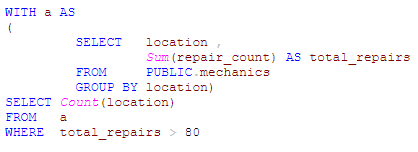 WITH a AS
(
SELECT location ,
Sum(repair_count) AS total_repairs
FROM PUBLIC.mechanics
GROUP BY location)
SELECT Count(location)
FROM a
WHERE total_repairs > 80